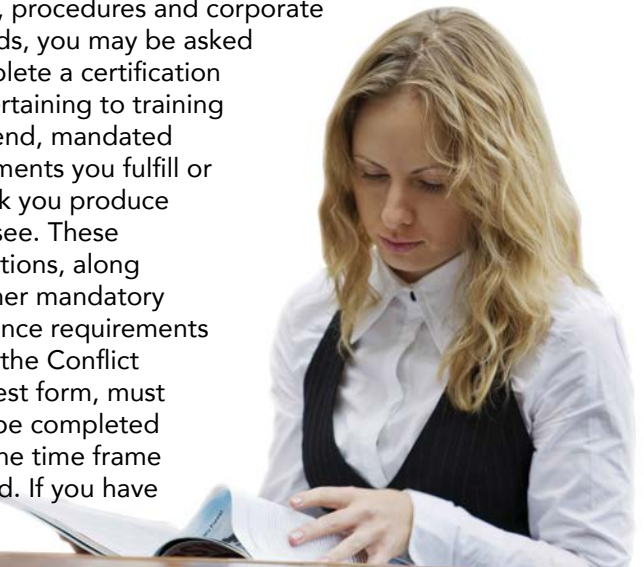 , procedures and corporate
ds, you may be asked
plete a certification
ertaining to training
end, mandated
ments you fulfill or
k you produce
see. These
tions, along
her mandatory
nce requirements
the Conflict
est form, must
be completed
he time frame
d. If you have